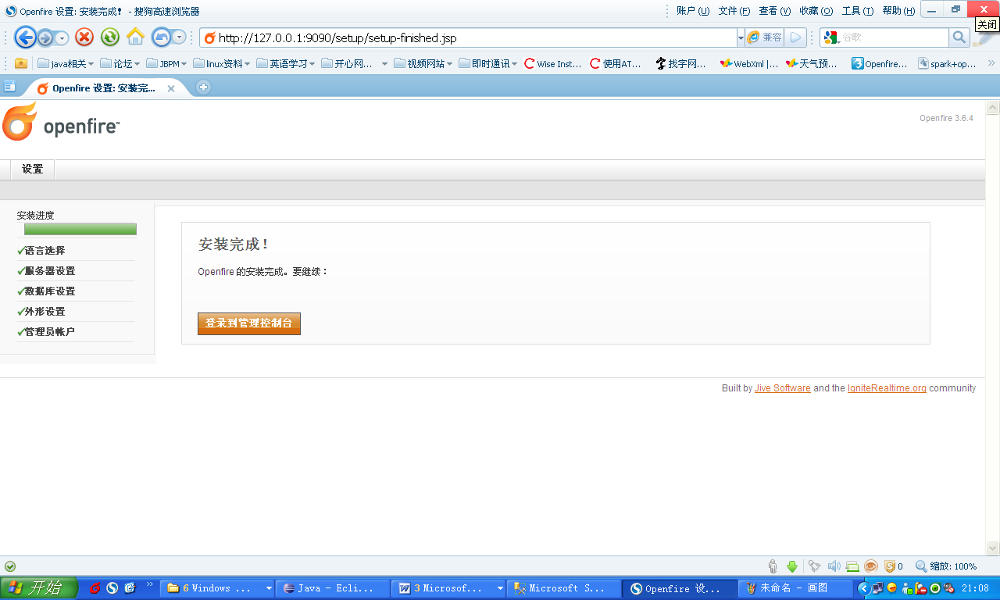 Openfire 设置: 安装完成! - 搜狗高速浏览器
账户 (U) 文件 (F) 查看 (V) 收藏 (O) 工具 (T) 帮助 (H)
关闭
http://127.0.0.1:9090/setup/setup-finished.jsp
兼容
谷歌
java相关 论坛 JBPM linux资料 英语学习 开心网... 视频网站 即时通讯 Wise Inst... 使用AT... 找字网... WebXml |... 天气预... Openfire... spark+op...
Openfire 设置: 安装完...
openfire™
Openfire 3.6.4
设置
安装进度
语言选择
服务器设置
数据库设置
外形设置
管理员帐户
安装完成!
Openfire 的安装完成。要继续：
登录到管理控制台
Built by Jive Software and the IgniteRealtime.org community
0
缩放: 100%
开始
6 Windows ...
Java - Ecli...
3 Microsof...
Microsoft S...
Openfire 设...
未命名 - 画图
21:08